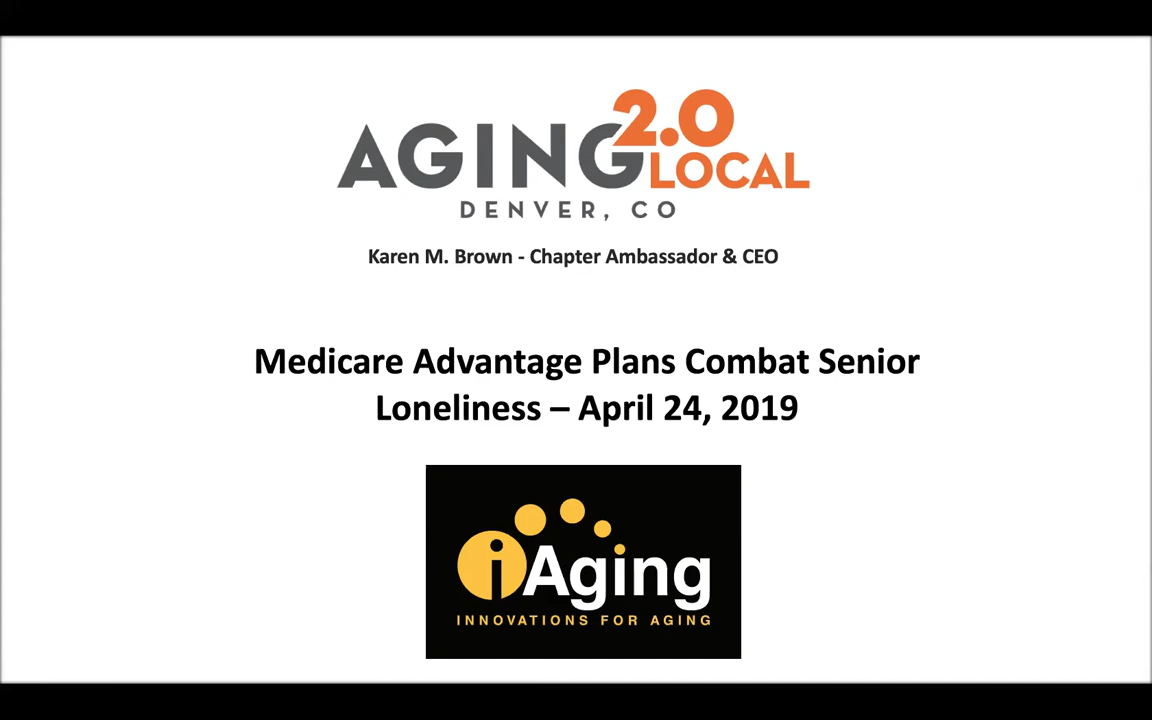 AGING2.0
LOCAL
DENVER, CO
Karen M. Brown - Chapter Ambassador & CEO
Medicare Advantage Plans Combat Senior
Loneliness – April 24, 2019
iAging
INNOVATIONS FOR AGING